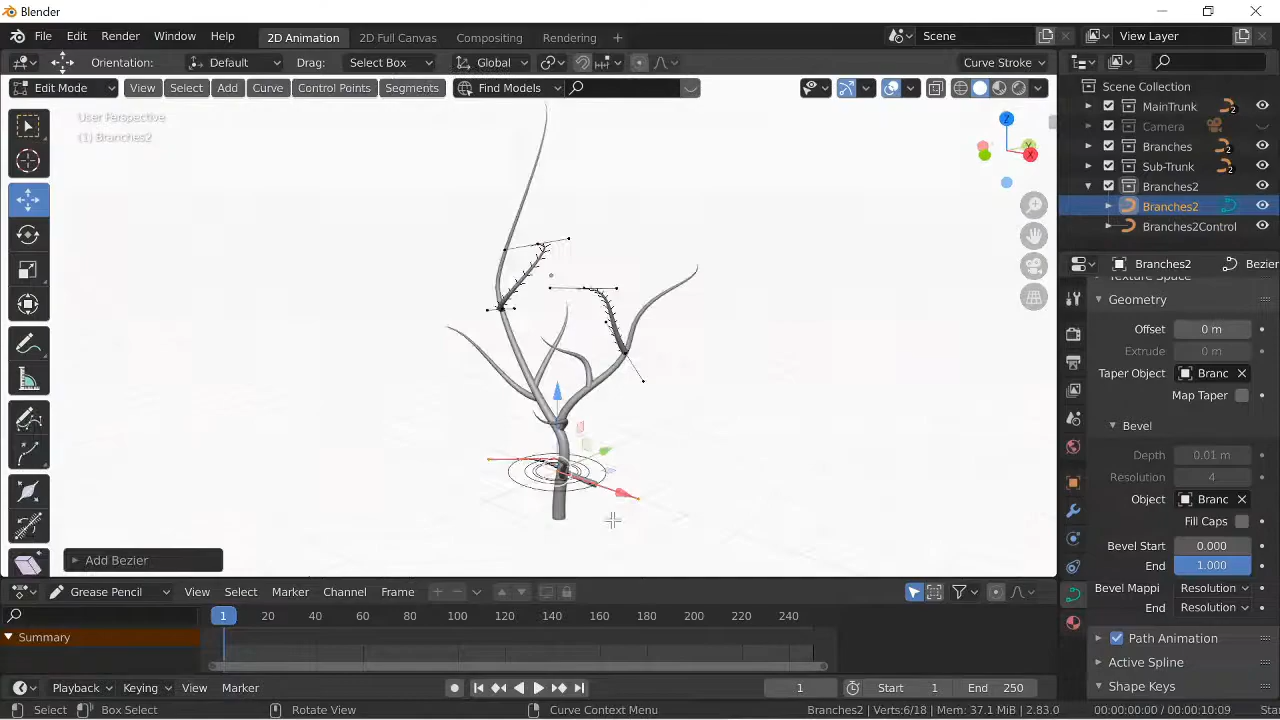 Blender
File Edit Render Window Help 2D Animation 2D Full Canvas Compositing Rendering + Scene View Layer
Orientation: Default Drag: Select Box Global Curve Stroke
Edit Mode View Select Add Curve Control Points Segments Find Models
User Perspective
(1) Branches2
Z
Y
X
Scene Collection
MainTrunk 2
Camera
Branches 2
Sub-Trunk 2
Branches2
Branches2
Branches2Control
Branches2 Bezier
Texture Space
Geometry
Offset 0 m
Extrude 0 m
Taper Object Branc
Map Taper
Bevel
Depth 0.01 m
Resolution 4
Object Branc
Fill Caps
Bevel Start 0.000
End 1.000
Bevel Mappi Resolution
End Resolution
Path Animation
Active Spline
Shape Keys
Add Bezier
Grease Pencil View Select Marker Channel Frame
1 20 40 60 80 100 120 140 160 180 200 220 240
Summary
Playback Keying View Marker 1 Start 1 End 250
Select Box Select Rotate View Curve Context Menu Branches2 | Verts:6/18 | Mem: 37.1 MiB | 2.83.0
00:00:00:00 / 00:00:10:09 Sta